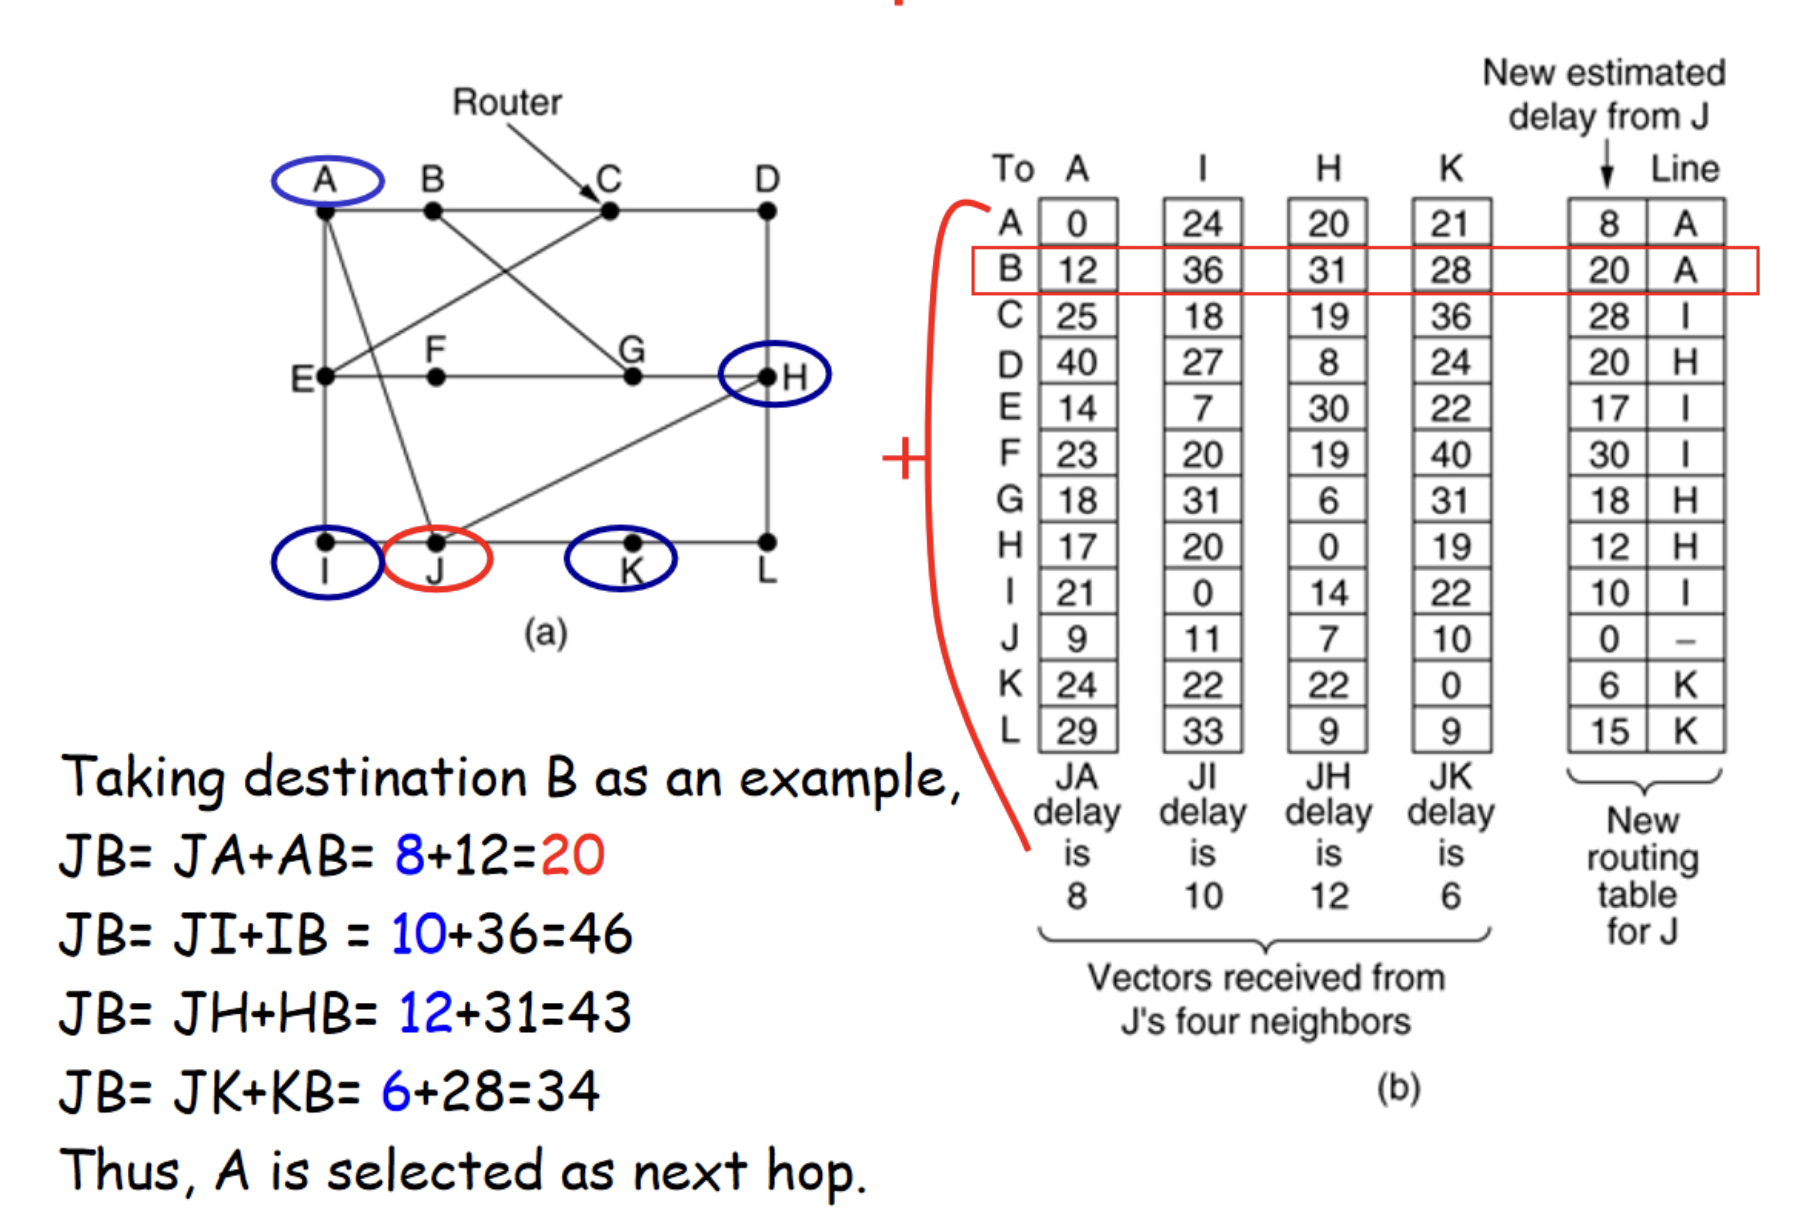 Router
A B C D
E F G H
I J K L
(a)
New estimated
delay from J
To A I H K Line
A 0 24 20 21 8 A
B 12 36 31 28 20 A
C 25 18 19 36 28 I
D 40 27 8 24 20 H
E 14 7 30 22 17 I
F 23 20 19 40 30 I
G 18 31 6 31 18 H
H 17 20 0 19 12 H
I 21 0 14 22 10 I
J 9 11 7 10 0 –
K 24 22 22 0 6 K
L 29 33 9 9 15 K
JA JI JH JK
delay delay delay delay
is is is is
8 10 12 6
New
routing
table
for J
Vectors received from
J's four neighbors
(b)
+
Taking destination B as an example,
JB= JA+AB= 8+12=20
JB= JI+IB = 10+36=46
JB= JH+HB= 12+31=43
JB= JK+KB= 6+28=34
Thus, A is selected as next hop.